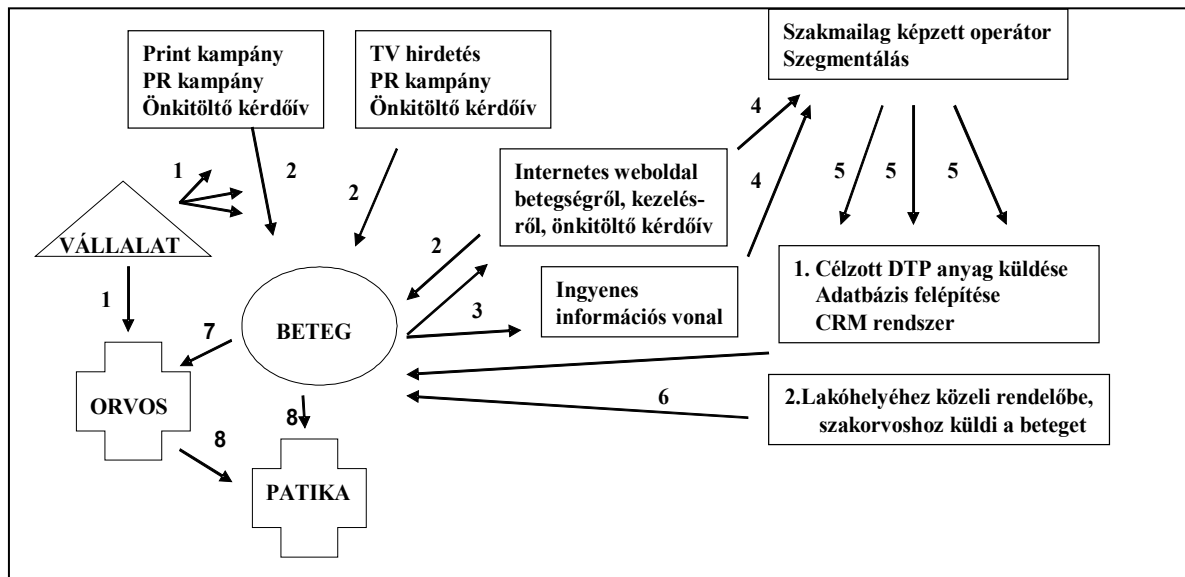 Print kampány
PR kampány
Önkitöltő kérdőív
TV hirdetés
PR kampány
Önkitöltő kérdőív
Szakmailag képzett operátor
Szegmentálás
4
1
2
2
4
5
5
5
Internetes weboldal
betegségről, kezelés-
ről, önkitöltő kérdőív
VÁLLALAT
2
1
7
BETEG
3
Ingyenes
információs vonal
1. Célzott DTP anyag küldése
Adatbázis felépítése
CRM rendszer
ORVOS
8
8
6
2.Lakóhelyéhez közeli rendelőbe,
szakorvoshoz küldi a beteget
PATIKA